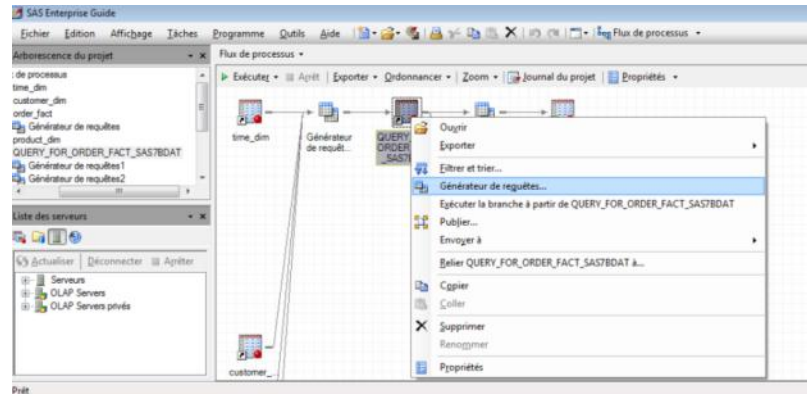 SAS Enterprise Guide
Fichier Edition Affichage Tâches Programme Outils Aide Flux de processus
Arborescence du projet
Flux de processus
de processus
time_dim
customer_dim
order_fact
Générateur de requêtes
product_dim
QUERY_FOR_ORDER_FACT_SAS7BDAT
Générateur de requêtes1
Générateur de requêtes2
Exécuter Arrêt Exporter Ordonnancer Zoom Journal du projet Propriétés
time_dim
Générateur
de requêt...
QUERY
ORDER
_SAS7
Ouvrir
Exporter
Filtrer et trier...
Générateur de requêtes...
Exécuter la branche à partir de QUERY_FOR_ORDER_FACT_SAS7BDAT
Publier...
Envoyer à
Relier QUERY_FOR_ORDER_FACT_SAS7BDAT à...
Copier
Coller
Supprimer
Renommer
Propriétés
customer_
Liste des serveurs
Actualiser Déconnecter Arrêter
Serveurs
OLAP Servers
OLAP Servers privés
Prêt